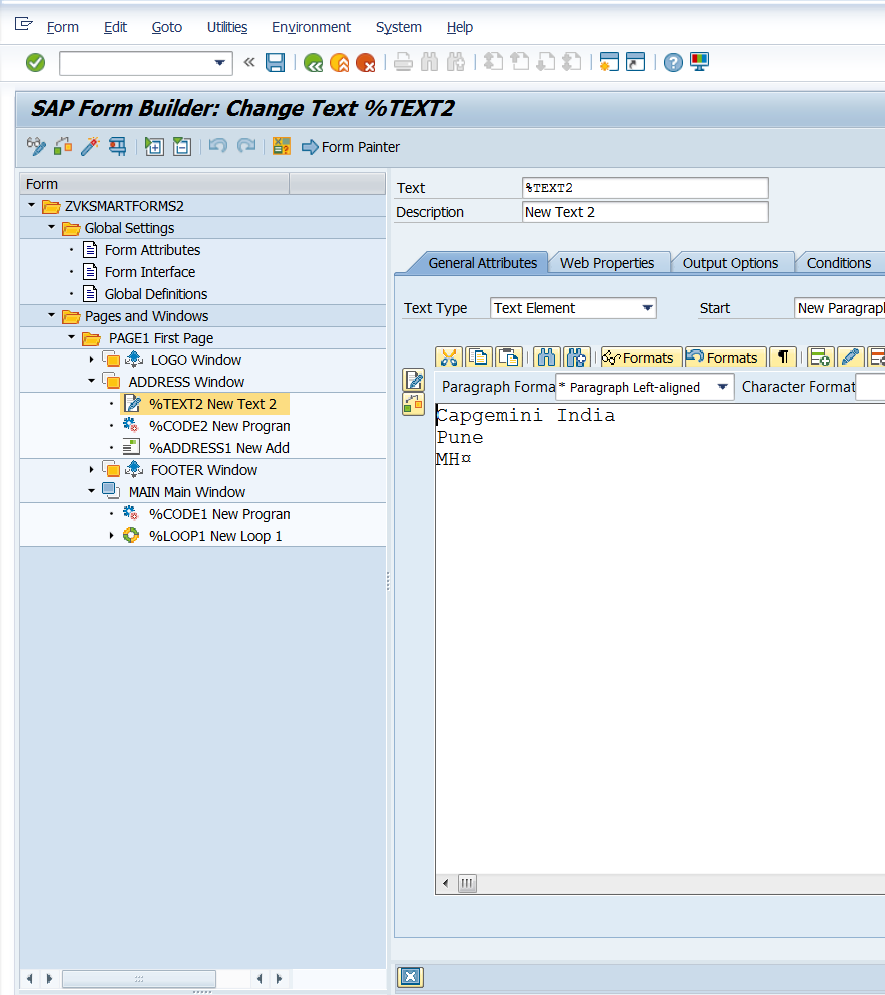 Form Edit Goto Utilities Environment System Help
SAP Form Builder: Change Text %TEXT2
Form Painter
Form
ZVKSMARTFORMS2
Global Settings
Form Attributes
Form Interface
Global Definitions
Pages and Windows
PAGE1 First Page
LOGO Window
ADDRESS Window
%TEXT2 New Text 2
%CODE2 New Progran
%ADDRESS1 New Add
FOOTER Window
MAIN Main Window
%CODE1 New Progran
%LOOP1 New Loop 1
Text %TEXT2
Description New Text 2
General Attributes Web Properties Output Options Conditions
Text Type Text Element Start New Paragraph
Formats Formats ¶
Paragraph Forma * Paragraph Left-aligned Character Format
Capgemini India
Pune
MH¤